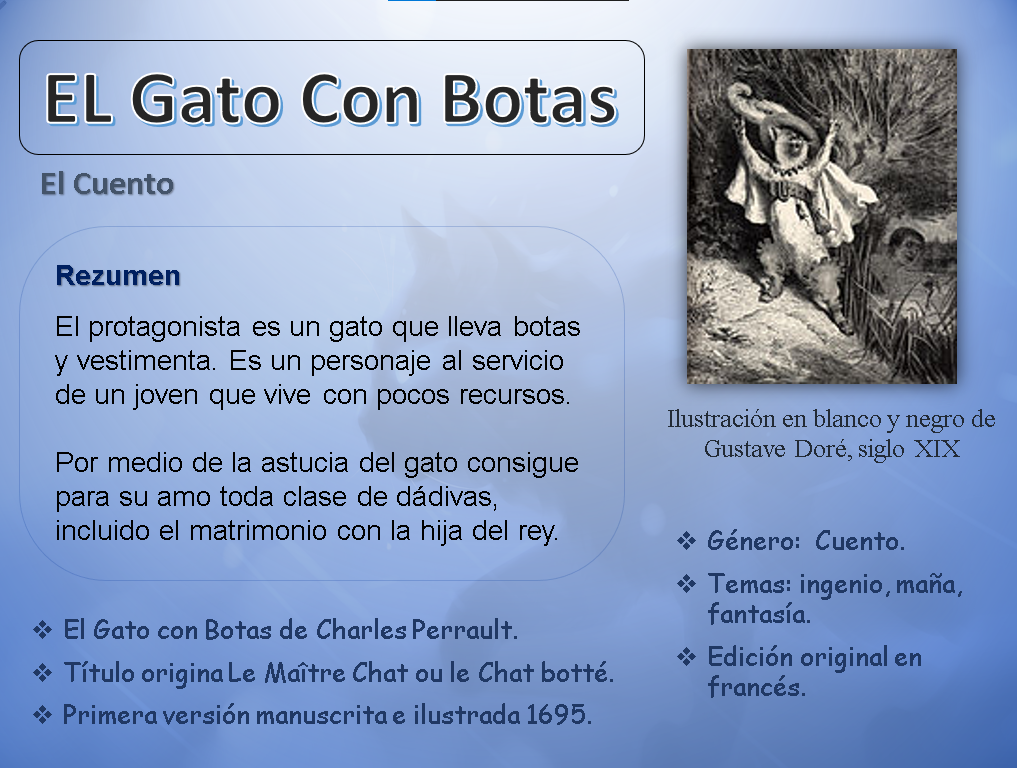 EL Gato Con Botas
El Cuento
Rezumen
El protagonista es un gato que lleva botas
y vestimenta. Es un personaje al servicio
de un joven que vive con pocos recursos.
Por medio de la astucia del gato consigue
para su amo toda clase de dádivas,
incluido el matrimonio con la hija del rey.
❖ El Gato con Botas de Charles Perrault.
❖ Título origina Le Maître Chat ou le Chat botté.
❖ Primera versión manuscrita e ilustrada 1695.
Ilustración en blanco y negro de
Gustave Doré, siglo XIX
❖ Género: Cuento.
❖ Temas: ingenio, maña,
fantasía.
❖ Edición original en
francés.